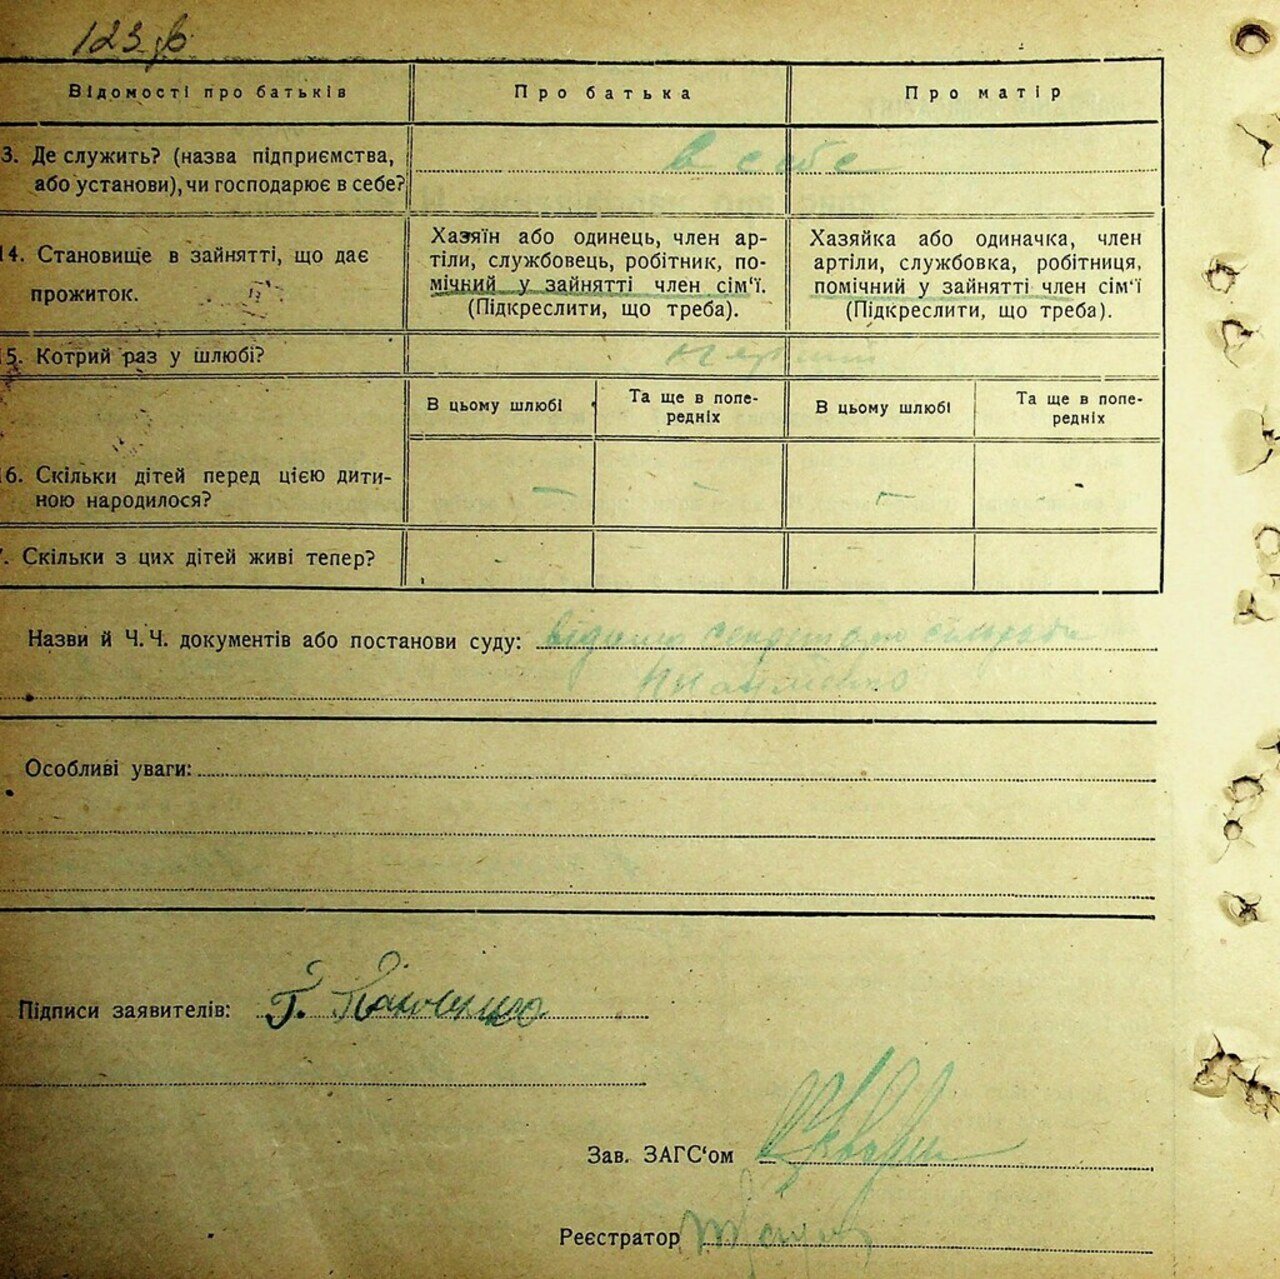 123
Відомості про батьків
Про батька
Про матір
3. Де служить? (назва підприємства,
або установи), чи господарює в себе?
в себе
14. Становище в зайнятті, що дає
прожиток.
Хазяїн або одинець, член ар-
тіли, службовець, робітник, по-
мічний у зайнятті член сім‘ї.
(Підкреслити, що треба).
Хазяйка або одиначка, член
артіли, службовка, робітниця,
помічний у зайнятті член сім‘ї
(Підкреслити, що треба).
15. Котрий раз у шлюбі?
перший
В цьому шлюбі
Та ще в попе-
редніх
В цьому шлюбі
Та ще в попе-
редніх
16. Скільки дітей перед цією дити-
ною народилося?
– – – -
. Скільки з цих дітей живі тепер?
- – –
Назви й Ч.Ч. документів або постанови суду: відомо сільради
Особливі уваги:
Підписи заявителів: Г.
Зав. ЗАГС‘ом
Реєстратор